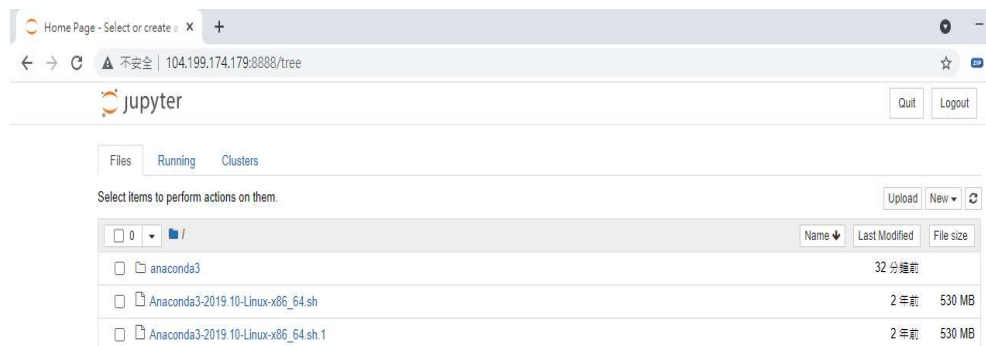 Home Page - Select or create a
不安全 | 104.199.174.179:8888/tree
ZIP
jupyter
Quit Logout
Files Running Clusters
Select items to perform actions on them.
Upload New
0 /
Name Last Modified File size
anaconda3 32 分鐘前
Anaconda3-2019.10-Linux-x86_64.sh 2 年前 530 MB
Anaconda3-2019.10-Linux-x86_64.sh.1 2 年前 530 MB